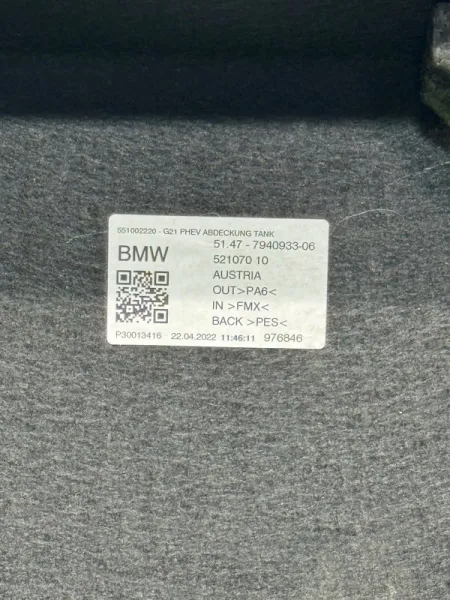 551002220 - G21 PHEV ABDECKUNG TANK
BMW 51.47 - 7940933-06
521070 10
AUSTRIA
OUT>PA6<
IN >FMX<
BACK >PES<
P30013416 22.04.2022 11:46:11 976846